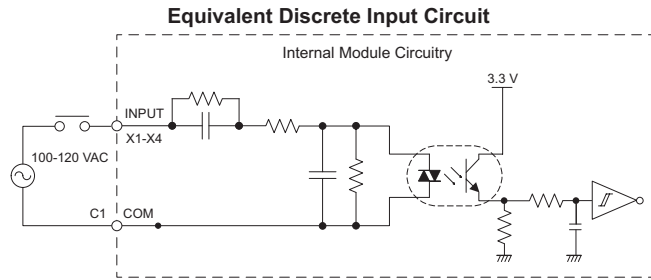 Equivalent Discrete Input Circuit
Internal Module Circuitry
3.3 V
INPUT
X1-X4
100-120 VAC
C1 COM